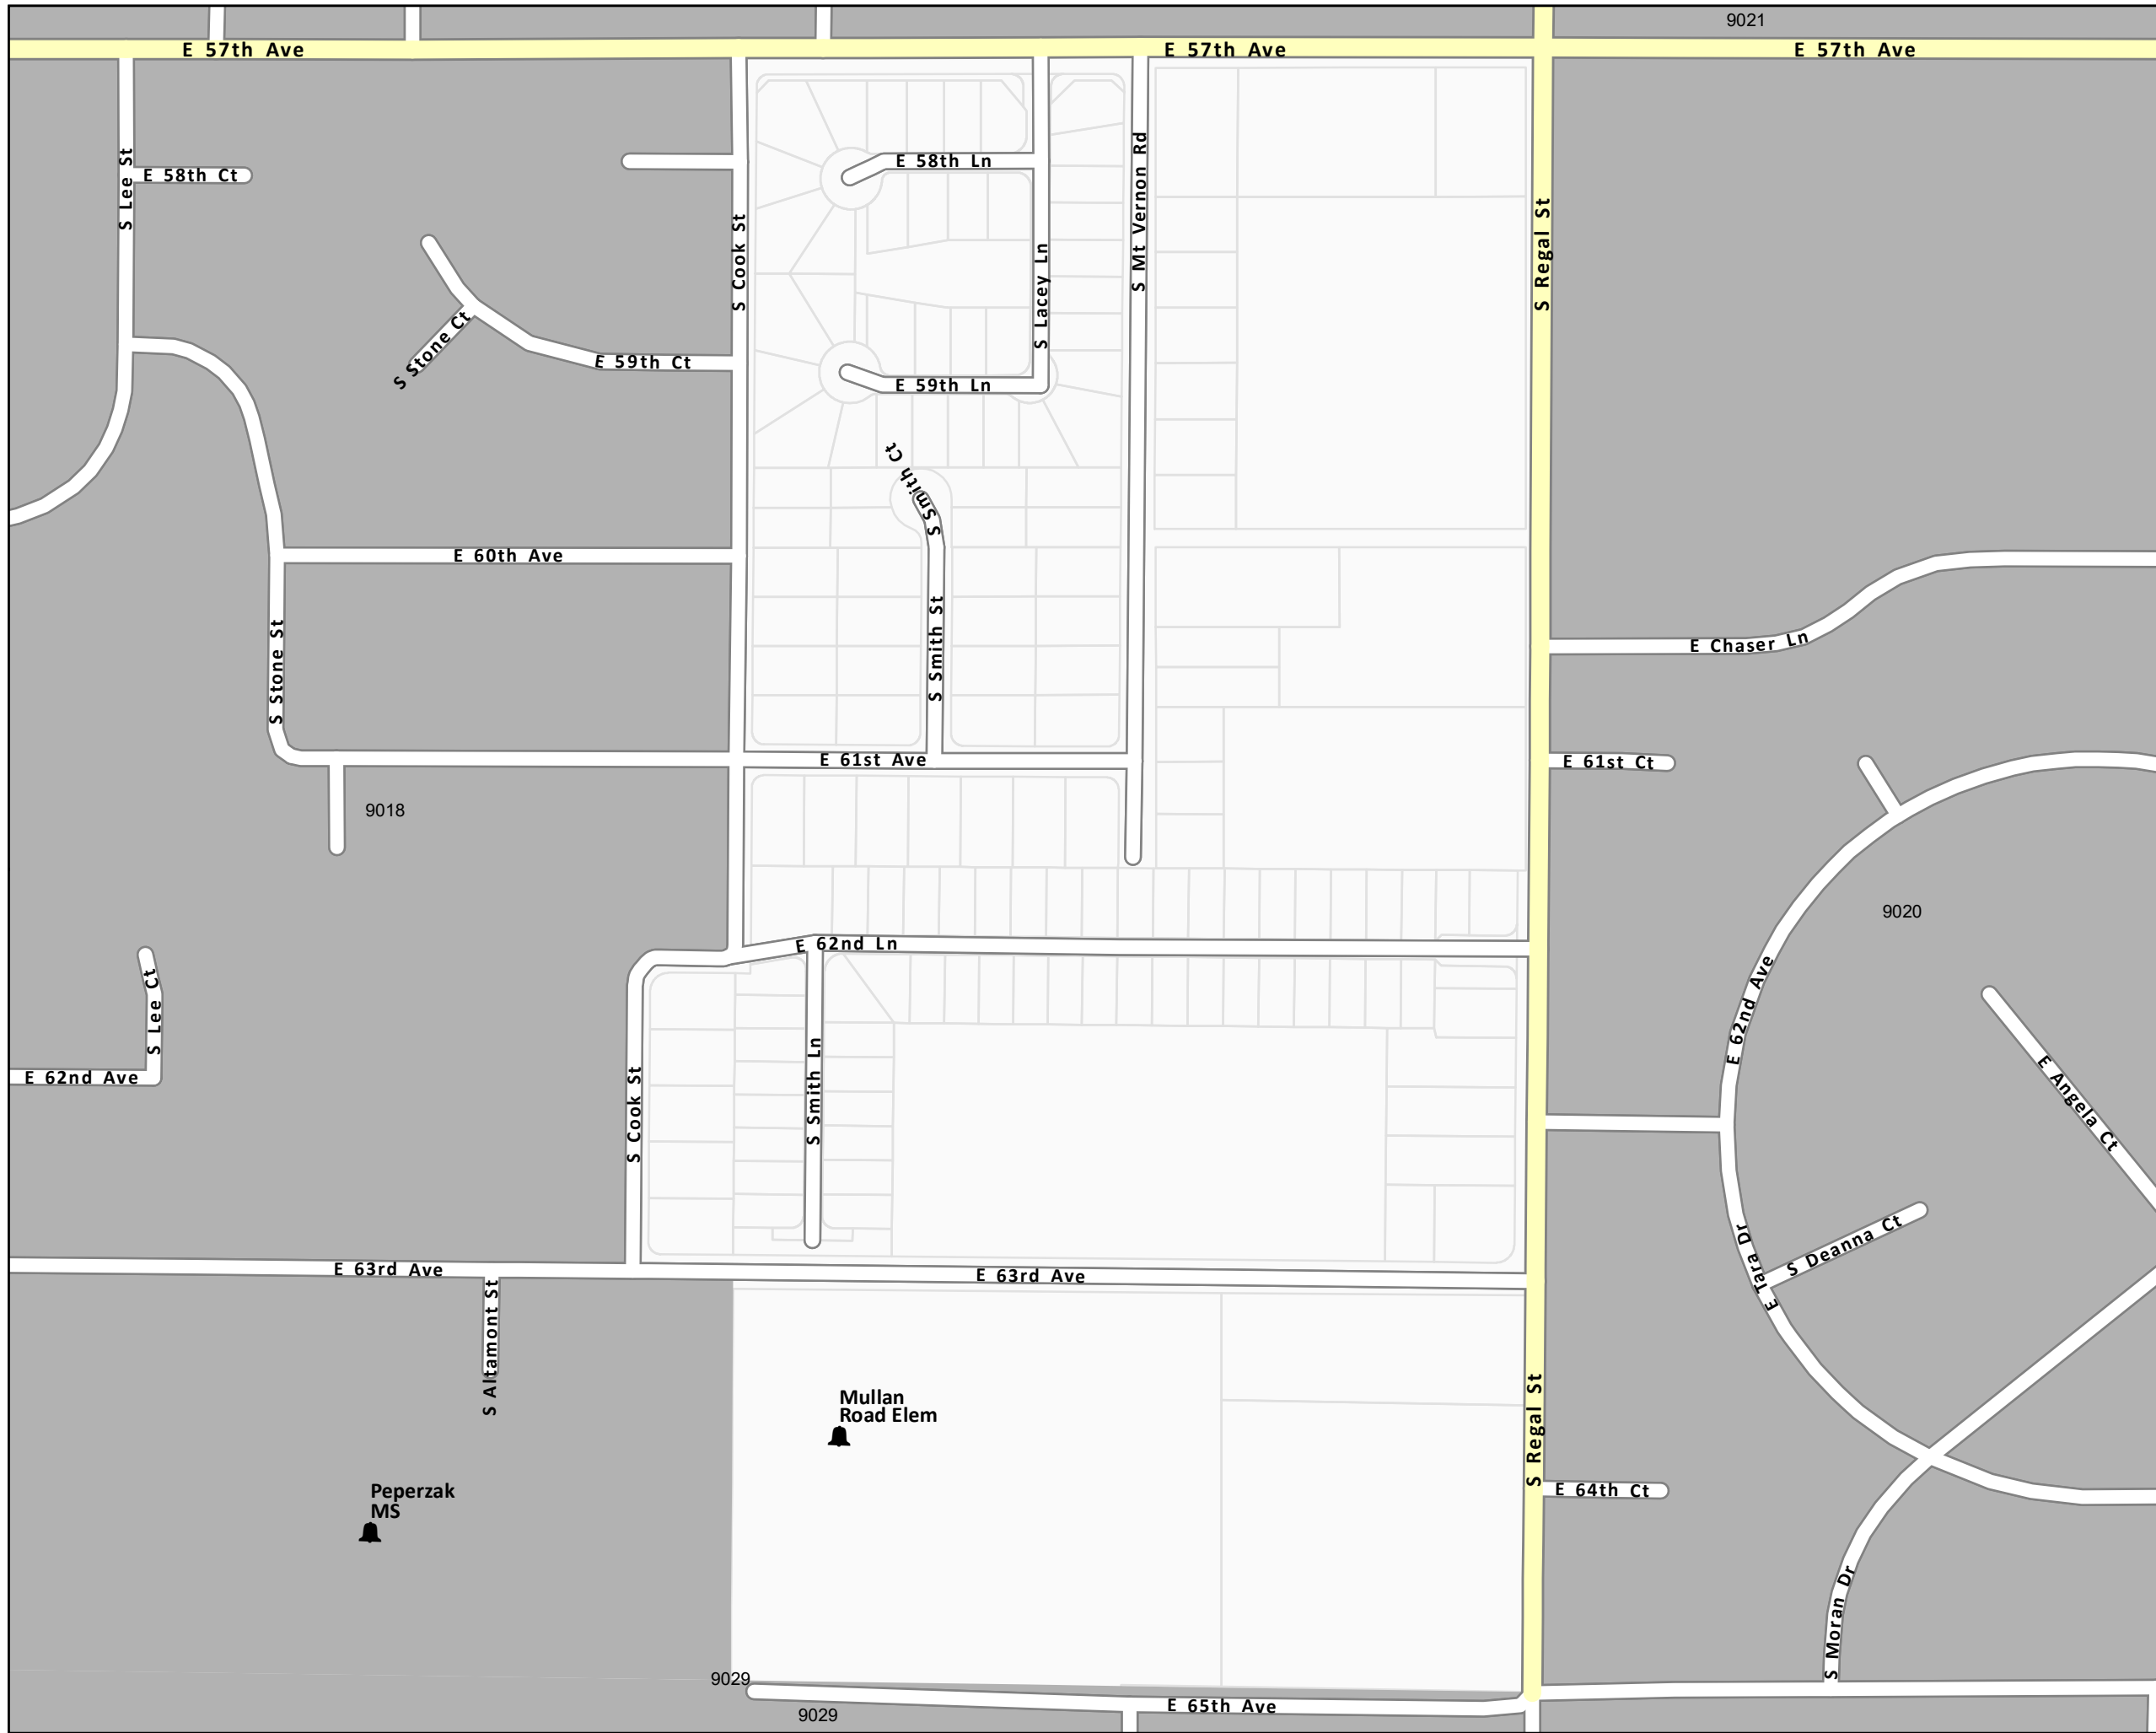 9021
E 57th Ave
E 57th Ave
E 57th Ave
E 58th Ln
E 58th Ct
S Lee St
S Mt Vernon Rd
S Cook St
S Regal St
S Lacey Ln
S Stone Ct
E 59th Ct
E 59th Ln
S Smith Ct
E 60th Ave
S Stone St
S Smith St
E Chaser Ln
E 61st Ave
E 61st Ct
9018
9020
E 62nd Ln
S Lee Ct
E 62nd Ave
E 62nd Ave
S Cook St
S Smith Ln
E Angela Ct
S Deanna Ct
E Tara Dr
E 63rd Ave
E 63rd Ave
S Altamont St
Mullan
Road Elem
S Regal St
Peperzak
MS
E 64th Ct
S Moran Dr
9029
E 65th Ave
9029